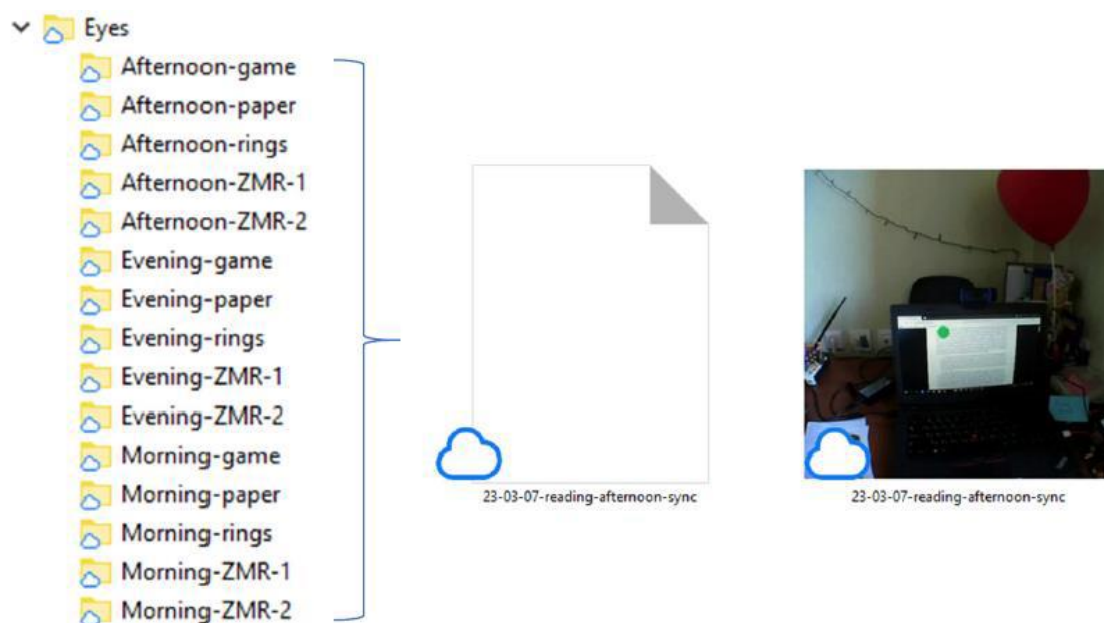 Eyes
Afternoon-game
Afternoon-paper
Afternoon-rings
Afternoon-ZMR-1
Afternoon-ZMR-2
Evening-game
Evening-paper
Evening-rings
Evening-ZMR-1
Evening-ZMR-2
Morning-game
Morning-paper
Morning-rings
Morning-ZMR-1
Morning-ZMR-2
23-03-07-reading-afternoon-sync
23-03-07-reading-afternoon-sync